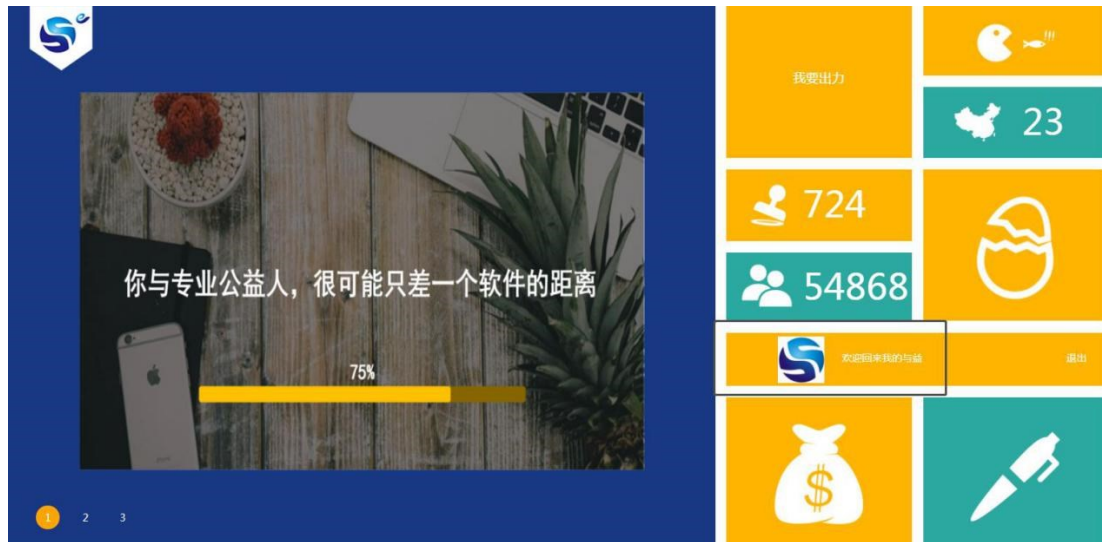 你与专业公益人，很可能只差一个软件的距离
75%
1 2 3
我要出力
!!!
23
724
54868
欢迎回来我的与益
退出
$